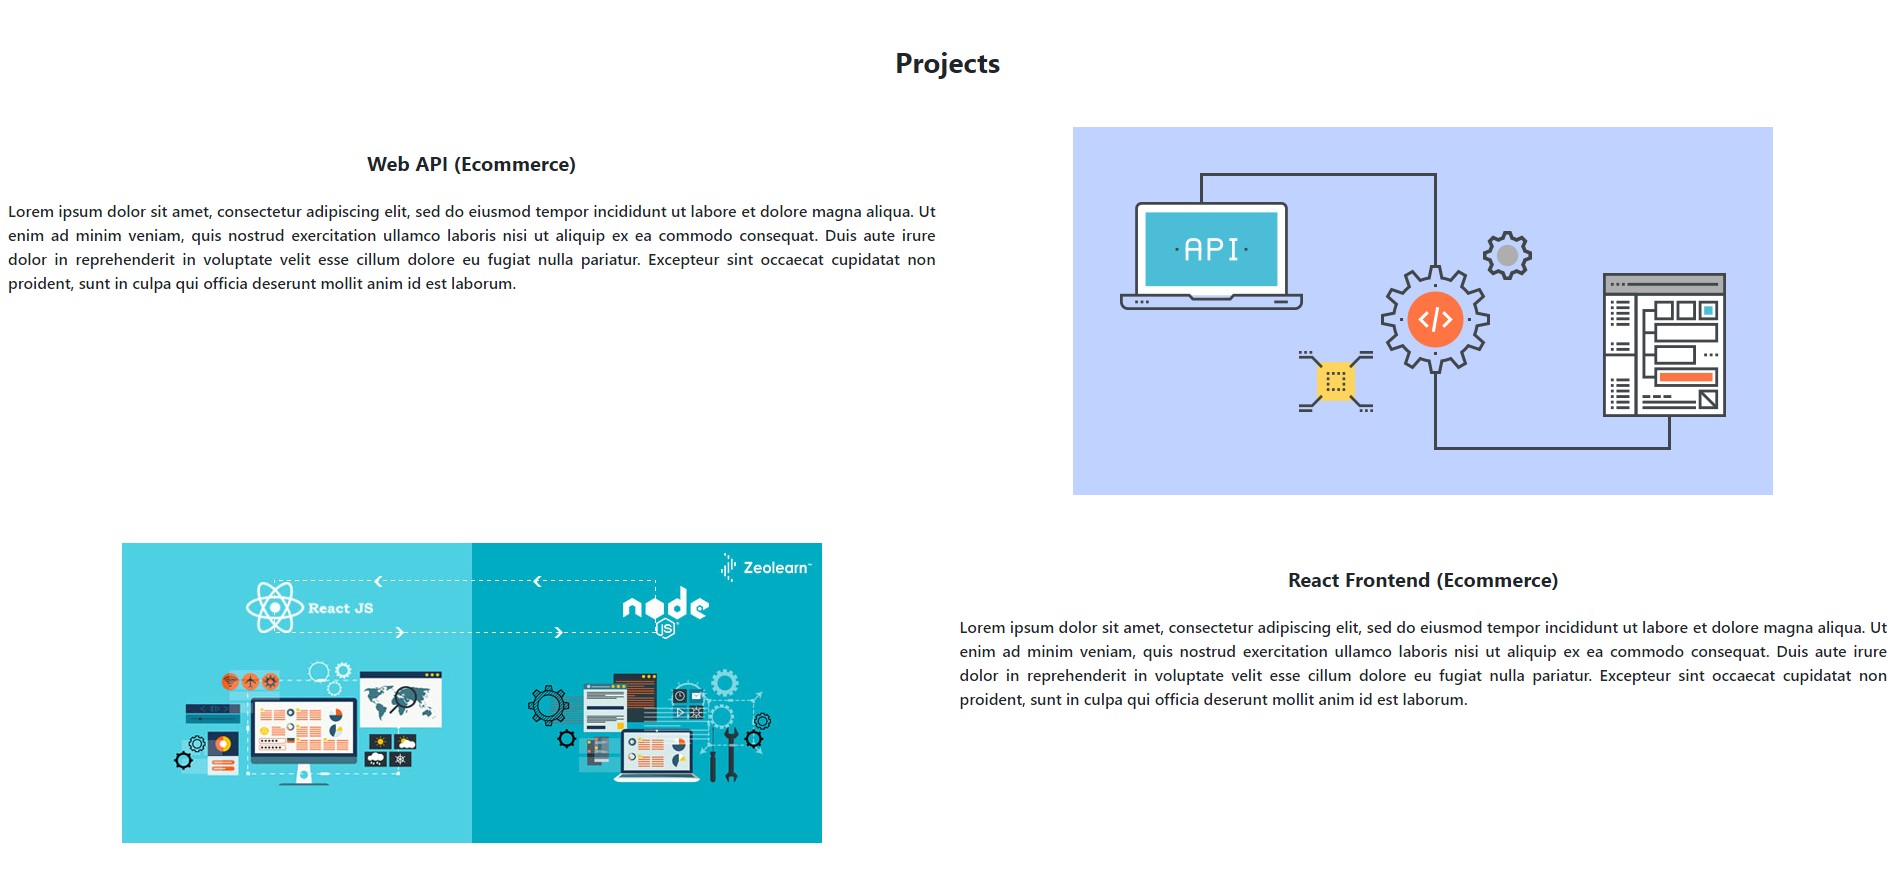 Projects
Web API (Ecommerce)
Lorem ipsum dolor sit amet, consectetur adipiscing elit, sed do eiusmod tempor incididunt ut labore et dolore magna aliqua. Ut
enim ad minim veniam, quis nostrud exercitation ullamco laboris nisi ut aliquip ex ea commodo consequat. Duis aute irure
dolor in reprehenderit in voluptate velit esse cillum dolore eu fugiat nulla pariatur. Excepteur sint occaecat cupidatat non
proident, sunt in culpa qui officia deserunt mollit anim id est laborum.
·API·
</>
Zeolearn™
React JS
node
JS
React Frontend (Ecommerce)
Lorem ipsum dolor sit amet, consectetur adipiscing elit, sed do eiusmod tempor incididunt ut labore et dolore magna aliqua. Ut
enim ad minim veniam, quis nostrud exercitation ullamco laboris nisi ut aliquip ex ea commodo consequat. Duis aute irure
dolor in reprehenderit in voluptate velit esse cillum dolore eu fugiat nulla pariatur. Excepteur sint occaecat cupidatat non
proident, sunt in culpa qui officia deserunt mollit anim id est laborum.